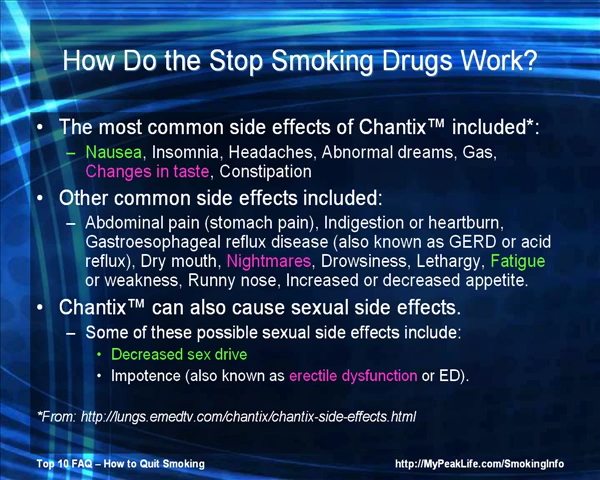 How Do the Stop Smoking Drugs Work?
• The most common side effects of Chantix™ included*:
– Nausea, Insomnia, Headaches, Abnormal dreams, Gas,
Changes in taste, Constipation
• Other common side effects included:
– Abdominal pain (stomach pain), Indigestion or heartburn,
Gastroesophageal reflux disease (also known as GERD or acid
reflux), Dry mouth, Nightmares, Drowsiness, Lethargy, Fatigue
or weakness, Runny nose, Increased or decreased appetite.
• Chantix™ can also cause sexual side effects.
– Some of these possible sexual side effects include:
• Decreased sex drive
• Impotence (also known as erectile dysfunction or ED).
*From: http://lungs.emedtv.com/chantix/chantix-side-effects.html
Top 10 FAQ – How to Quit Smoking
http://MyPeakLife.com/SmokingInfo